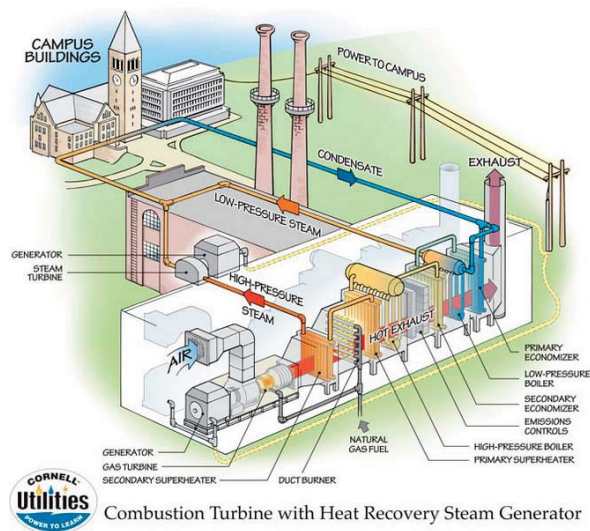 CAMPUS
BUILDINGS
POWER TO CAMPUS
CONDENSATE
EXHAUST
LOW-PRESSURE STEAM
GENERATOR
STEAM
TURBINE
HIGH-PRESSURE
STEAM
HOT EXHAUST
AIR
PRIMARY
ECONOMIZER
LOW-PRESSURE
BOILER
SECONDARY
ECONOMIZER
EMISSIONS
CONTROLS
NATURAL
GAS FUEL
GENERATOR
HIGH-PRESSURE BOILER
GAS TURBINE
PRIMARY SUPERHEATER
SECONDARY SUPERHEATER
DUCT BURNER
CORNELL
Utilities
POWER TO LEARN
Combustion Turbine with Heat Recovery Steam Generator